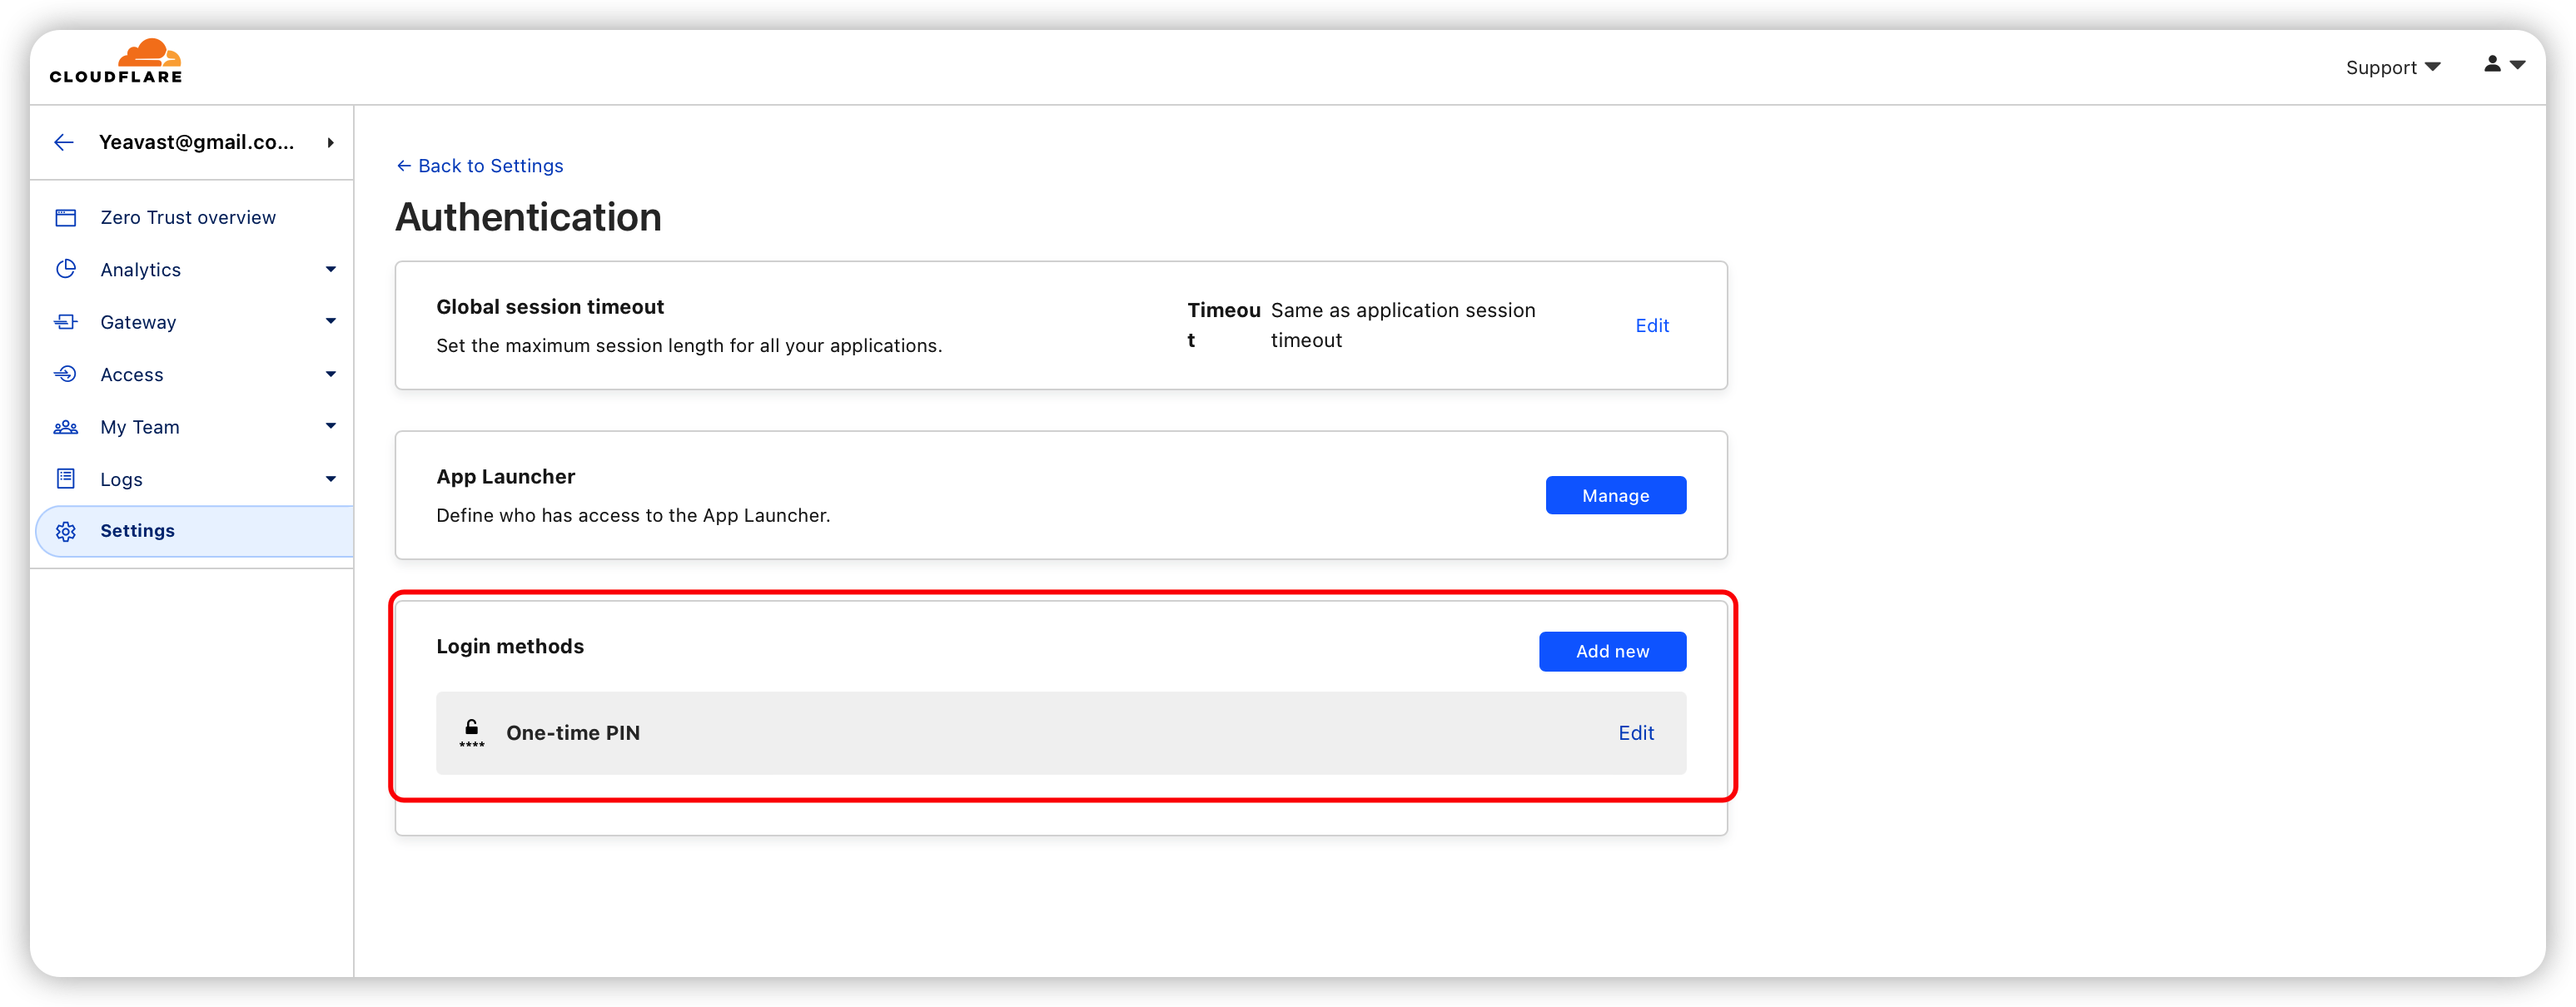 CLOUDFLARE
Support
Yeavast@gmail.co...
Zero Trust overview
Analytics
Gateway
Access
My Team
Logs
Settings
← Back to Settings
Authentication
Global session timeout
Set the maximum session length for all your applications.
Timeou
t
Same as application session
timeout
Edit
App Launcher
Define who has access to the App Launcher.
Manage
Login methods
Add new
****
One-time PIN
Edit